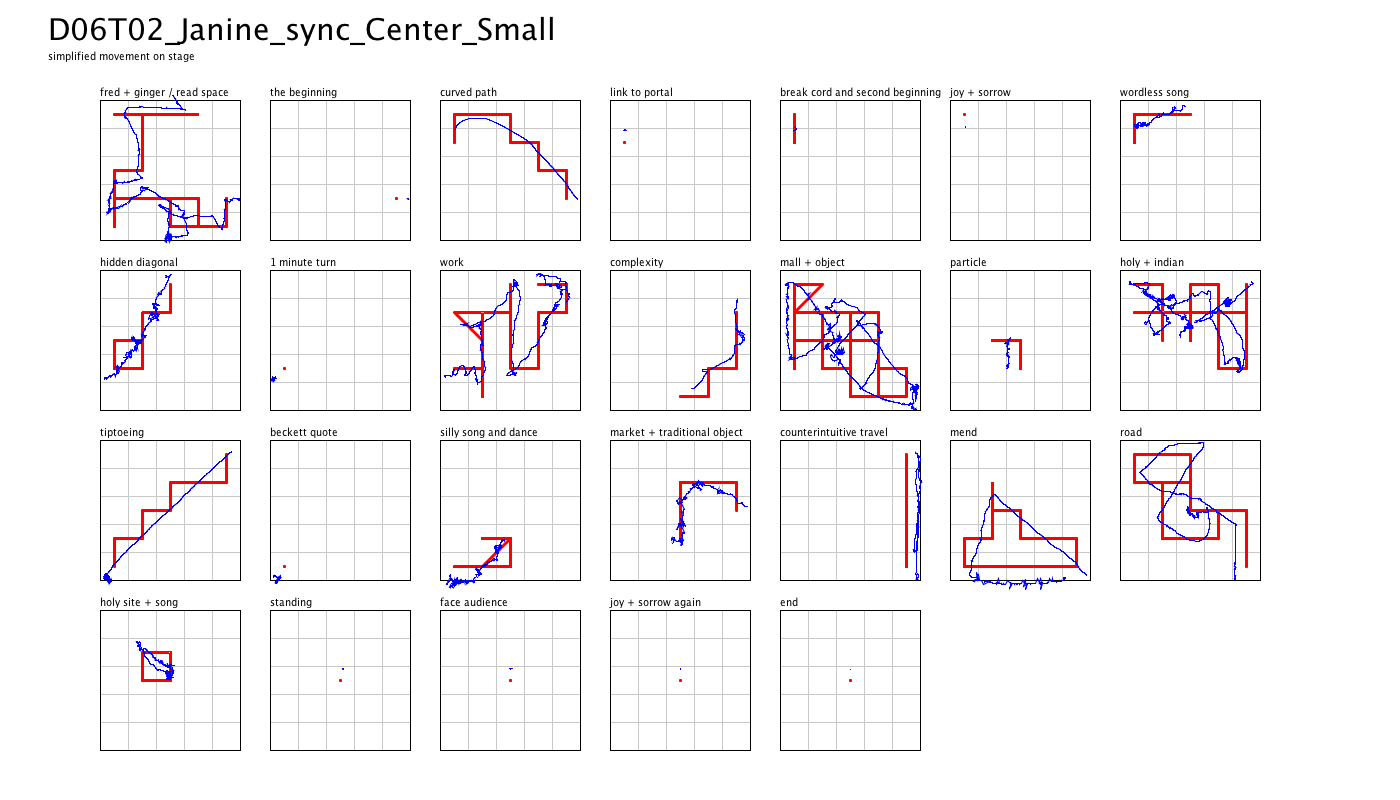 D06T02_Janine_sync_Center_Small
simplified movement on stage
fred + ginger / read space
the beginning
curved path
link to portal
break cord and second beginning
joy + sorrow
wordless song
hidden diagonal
1 minute turn
work
complexity
mall + object
particle
holy + indian
tiptoeing
beckett quote
silly song and dance
market + traditional object
counterintuitive travel
mend
road
holy site + song
standing
face audience
joy + sorrow again
end